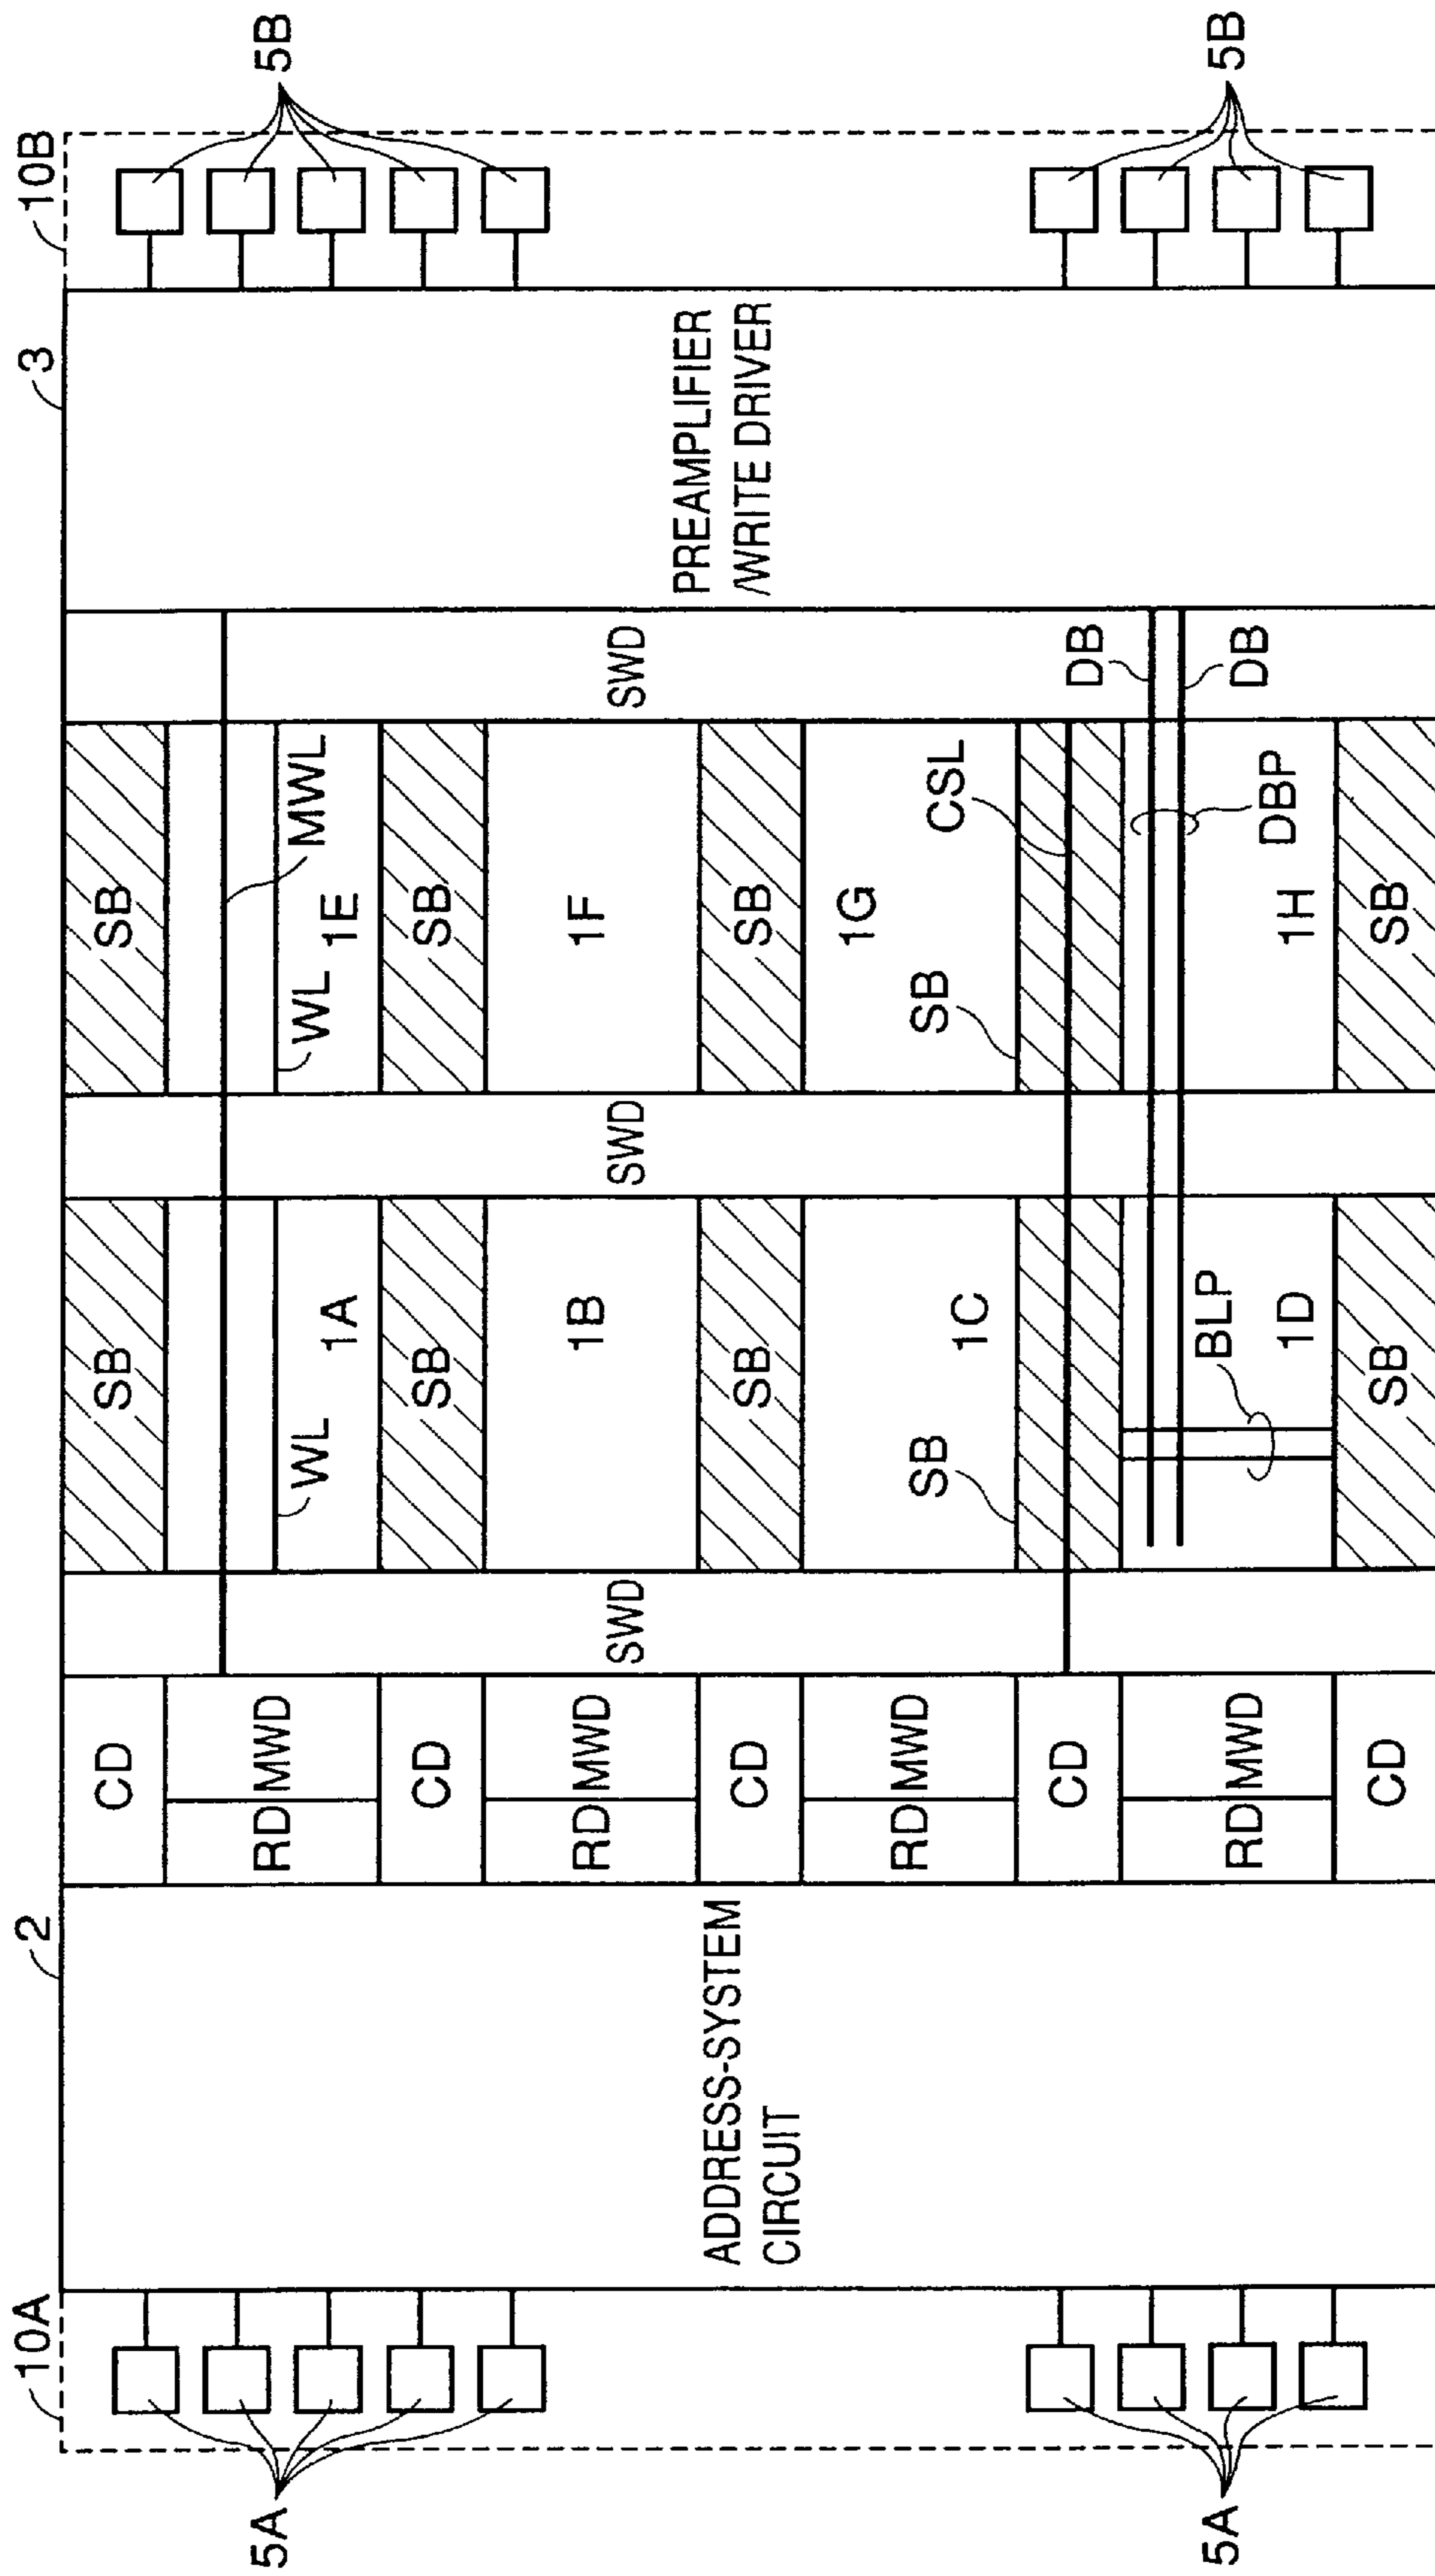 10A
2
3
10B
5A
5A
ADDRESS-SYSTEM
CIRCUIT
CD
RD
MWD
CD
RD
MWD
CD
RD
MWD
CD
RD
MWD
CD
SWD
SB
WL
1A
SB
1B
SB
SB
1C
BLP
1D
SB
SWD
SB
WL
MWL
1E
SB
1F
SB
1G
SB
CSL
DBP
1H
SB
SWD
DB
DB
PREAMPLIFIER
/WRITE DRIVER
5B
5B